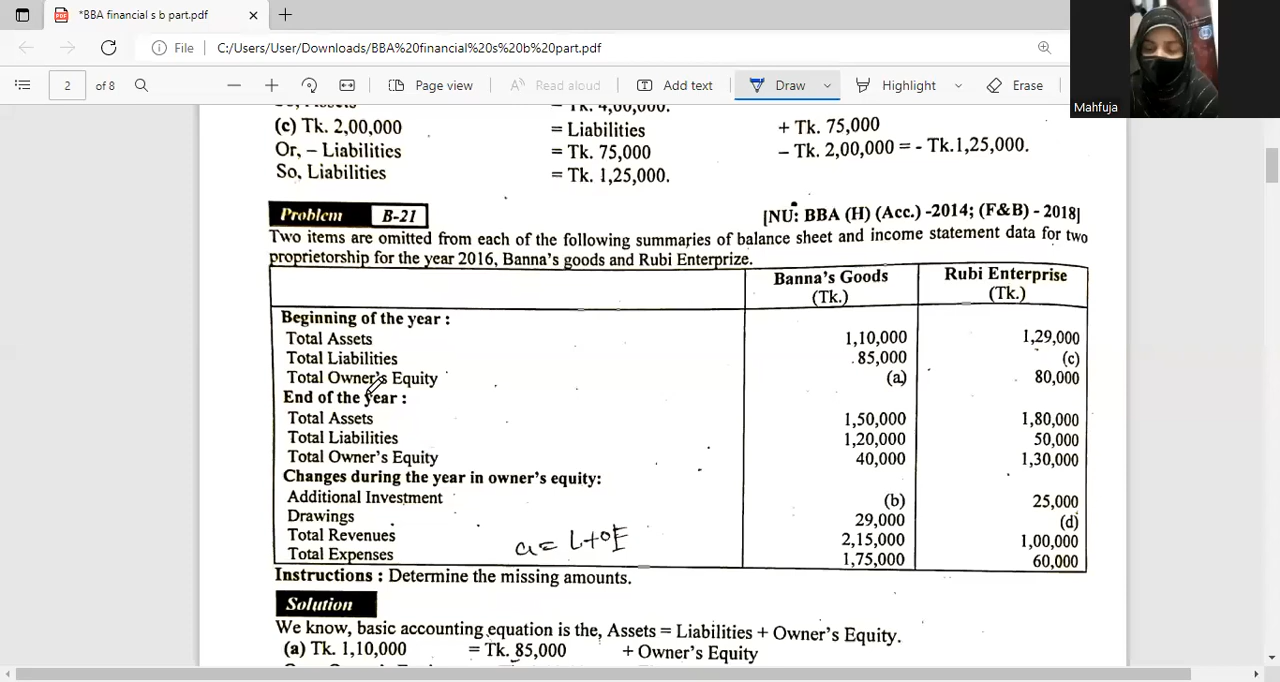 *BBA financial s b part.pdf
File
C:/Users/User/Downloads/BBA%20financial%20s%20b%20part.pdf
2 of 8
Page view
Read aloud
Add text
Draw
Highlight
Erase
Mahfuja
So, Assets = Tk. 4,00,000.
(c) Tk. 2,00,000 = Liabilities + Tk. 75,000
Or, – Liabilities = Tk. 75,000 – Tk. 2,00,000 = - Tk.1,25,000.
So, Liabilities = Tk. 1,25,000.
Problem B-21
[NU: BBA (H) (Acc.) -2014; (F&B) - 2018]
Two items are omitted from each of the following summaries of balance sheet and income statement data for two
proprietorship for the year 2016, Banna's goods and Rubi Enterprize.
Banna's Goods (Tk.) Rubi Enterprise (Tk.)
Beginning of the year :
Total Assets 1,10,000 1,29,000
Total Liabilities 85,000 (c)
Total Owner's Equity (a) 80,000
End of the year :
Total Assets 1,50,000 1,80,000
Total Liabilities 1,20,000 50,000
Total Owner's Equity 40,000 1,30,000
Changes during the year in owner's equity:
Additional Investment (b) 25,000
Drawings 29,000 (d)
Total Revenues 2,15,000 1,00,000
Total Expenses 1,75,000 60,000
a = L+OE
Instructions : Determine the missing amounts.
Solution
We know, basic accounting equation is the, Assets = Liabilities + Owner's Equity.
(a) Tk. 1,10,000 = Tk. 85,000 + Owner's Equity